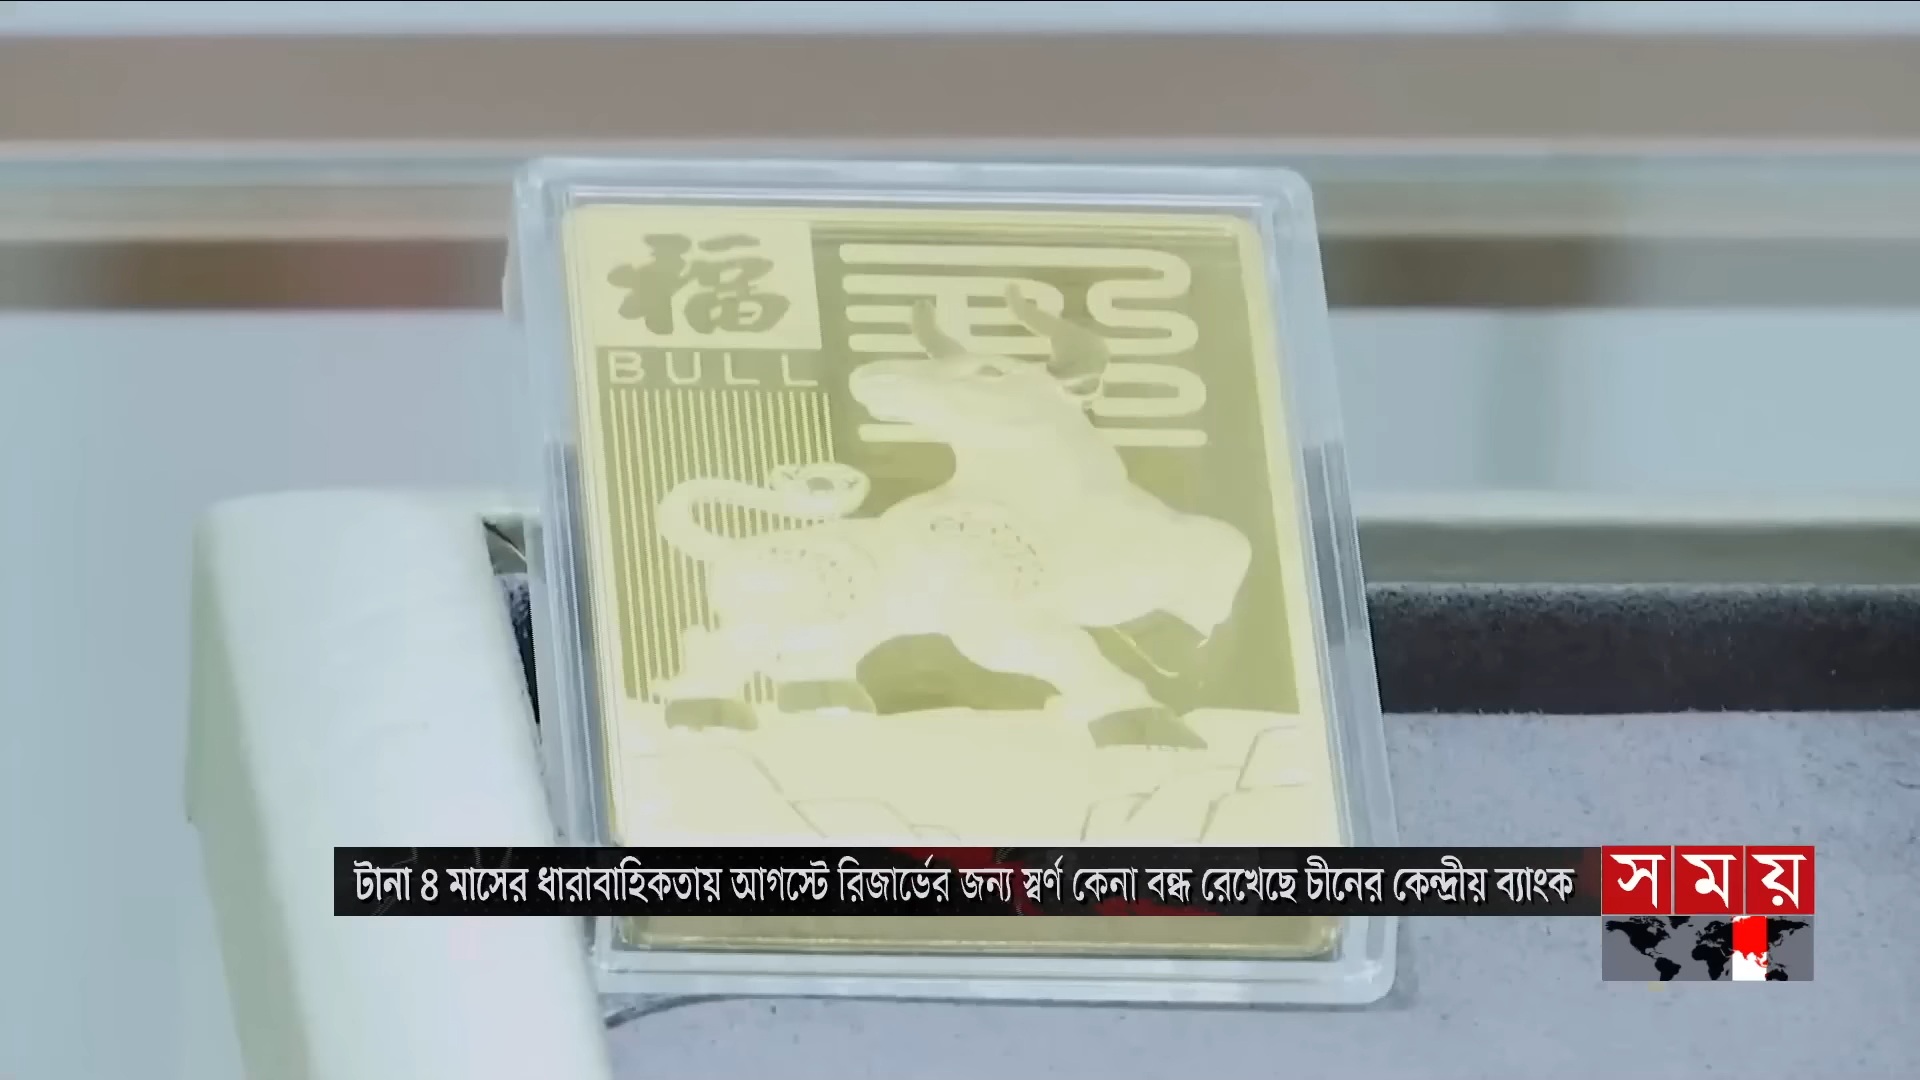 福
BULL
টানা ৪ মাসের ধারাবাহিকতায় আগস্টে রিজার্ভের জন্য স্বর্ণ কেনা বন্ধ রেখেছে চীনের কেন্দ্রীয় ব্যাংক
সময়